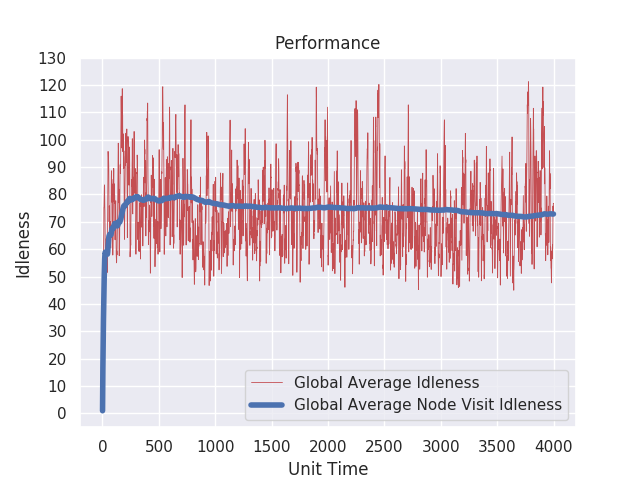 Performance
Idleness
130
120
110
100
90
80
70
60
50
40
30
20
10
0
Global Average Idleness
Global Average Node Visit Idleness
0 500 1000 1500 2000 2500 3000 3500 4000
Unit Time